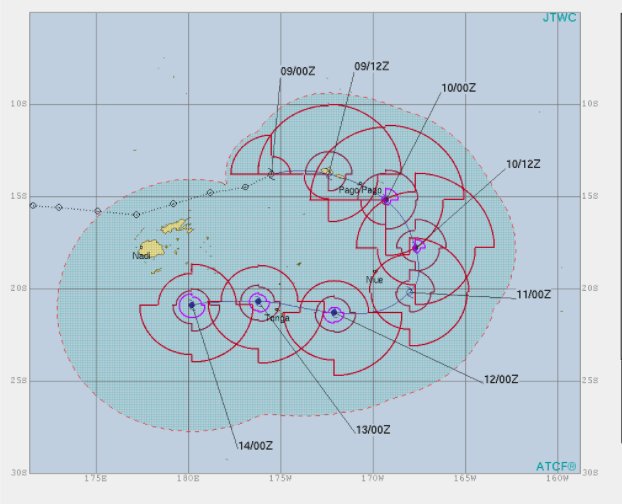 JTWC
09/12Z
09/00Z
10/00Z
10S
10S
10/12Z
Pago Pago
15S
15S
Nadi
Niue
11/00Z
20S
20S
Tonga
12/00Z
25S
25S
13/00Z
14/00Z
ATCF®
30S
30S
175E
180W
175W
170W
165W
160W